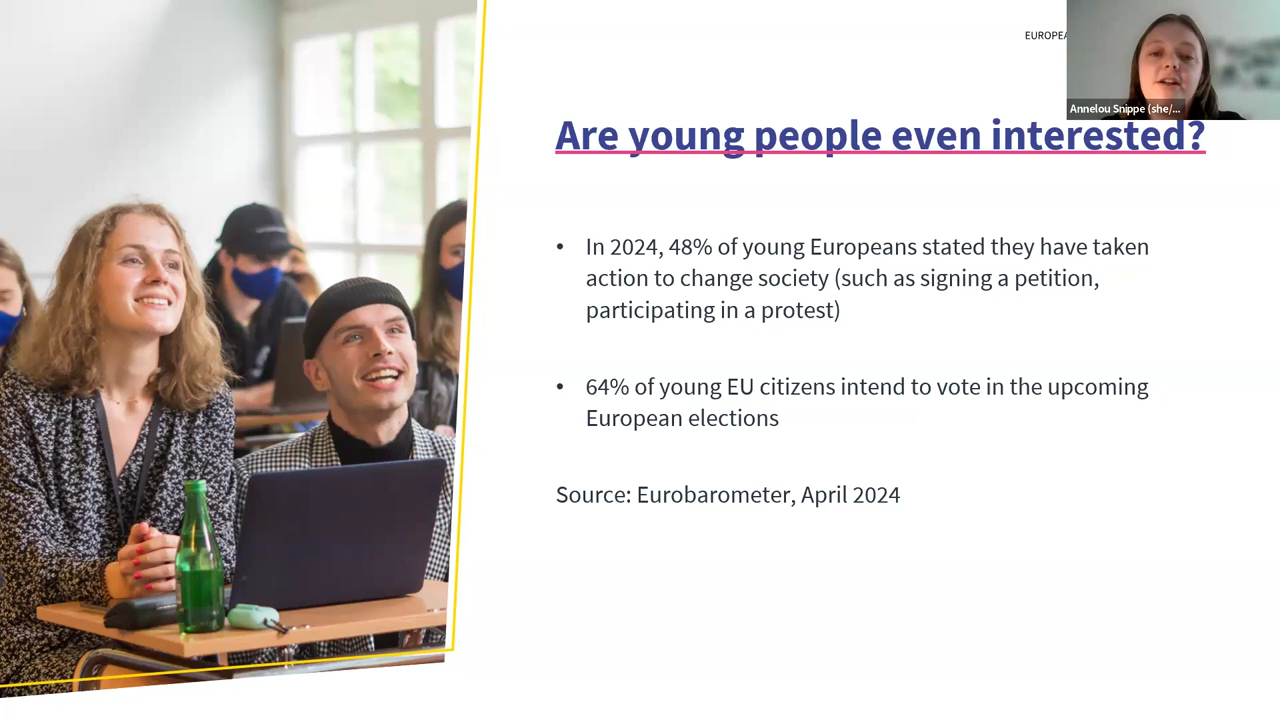 Annelou Snippe (she/...
Are young people even interested?
• In 2024, 48% of young Europeans stated they have taken
action to change society (such as signing a petition,
participating in a protest)
• 64% of young EU citizens intend to vote in the upcoming
European elections
Source: Eurobarometer, April 2024